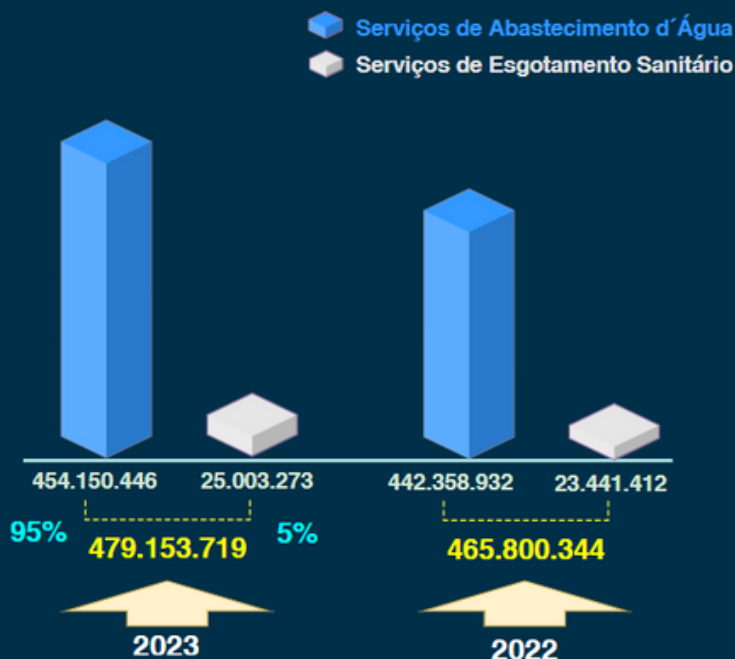 Serviços de Abastecimento d´Água
Serviços de Esgotamento Sanitário
454.150.446 25.003.273 442.358.932 23.441.412
95% 479.153.719 5% 465.800.344
2023 2022